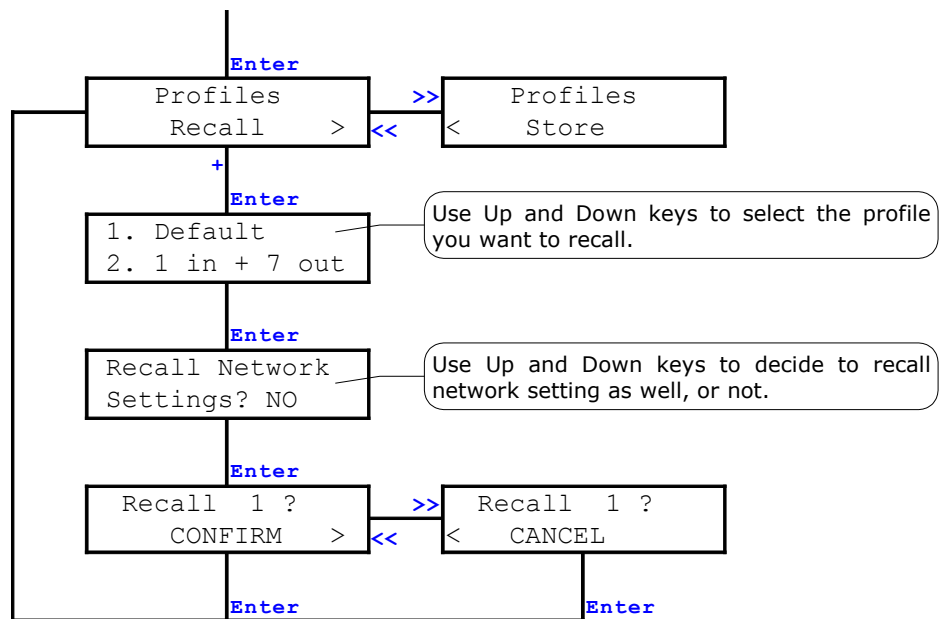 Enter
Profiles
Recall >
>>
<<
Profiles
< Store
+
Enter
1. Default
2. 1 in + 7 out
Use Up and Down keys to select the profile
you want to recall.
Enter
Recall Network
Settings? NO
Use Up and Down keys to decide to recall
network setting as well, or not.
Enter
Recall 1 ?
CONFIRM >
>>
<<
Recall 1 ?
< CANCEL
Enter
Enter